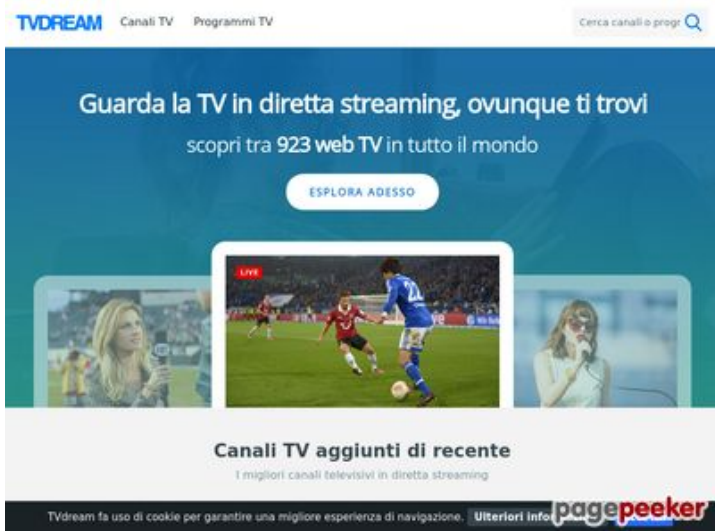 TVDREAM Canali TV Programmi TV Cerca canali o progr
Guarda la TV in diretta streaming, ovunque ti trovi
scopri tra 923 web TV in tutto il mondo
ESPLORA ADESSO
LIVE
22
Canali TV aggiunti di recente
I migliori canali televisivi in diretta streaming
TVdream fa uso di cookie per garantire una migliore esperienza di navigazione. Ulteriori info
pagepeeker